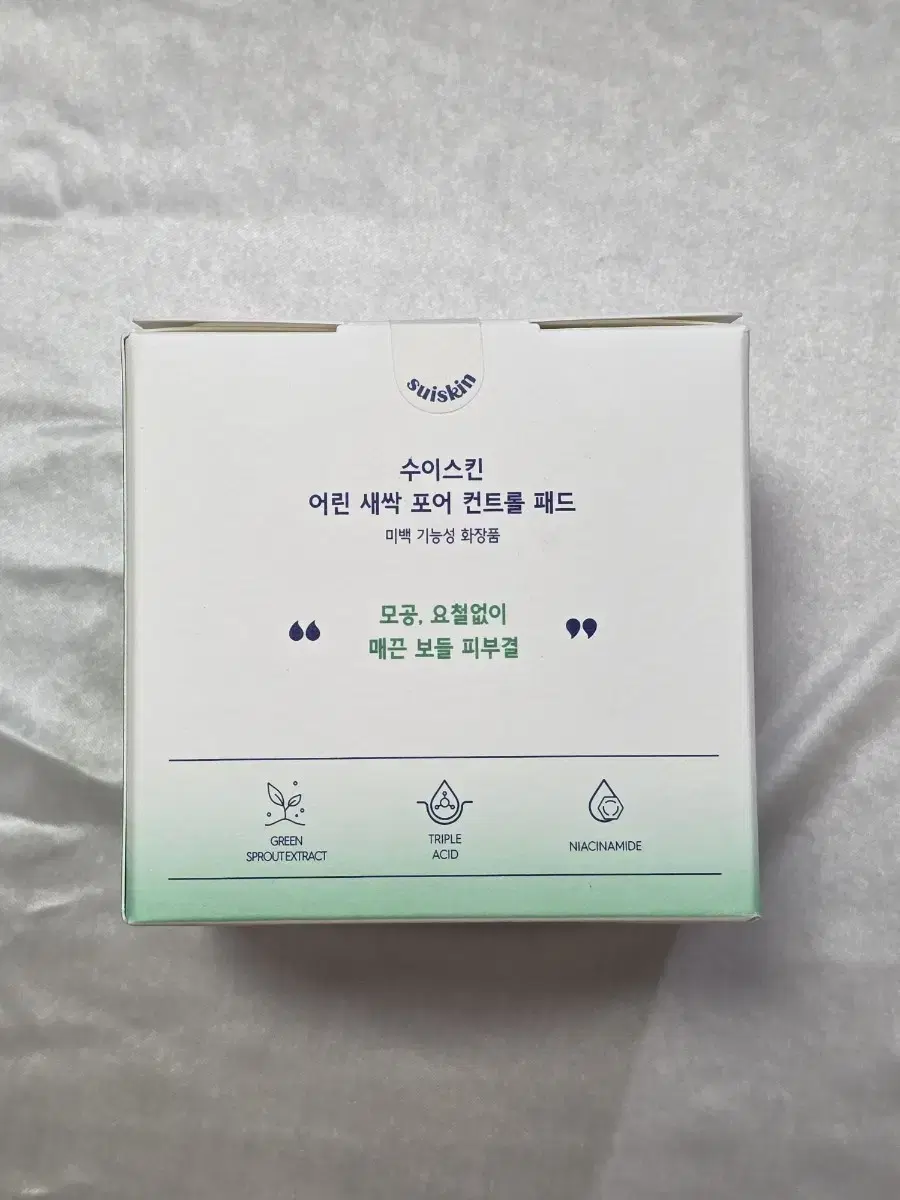 suiskin
수이스킨
어린 새싹 포어 컨트롤 패드
미백 기능성 화장품
“ 모공, 요철없이 ”
매끈 보들 피부결
GREEN
SPROUT EXTRACT
TRIPLE
ACID
NIACINAMIDE